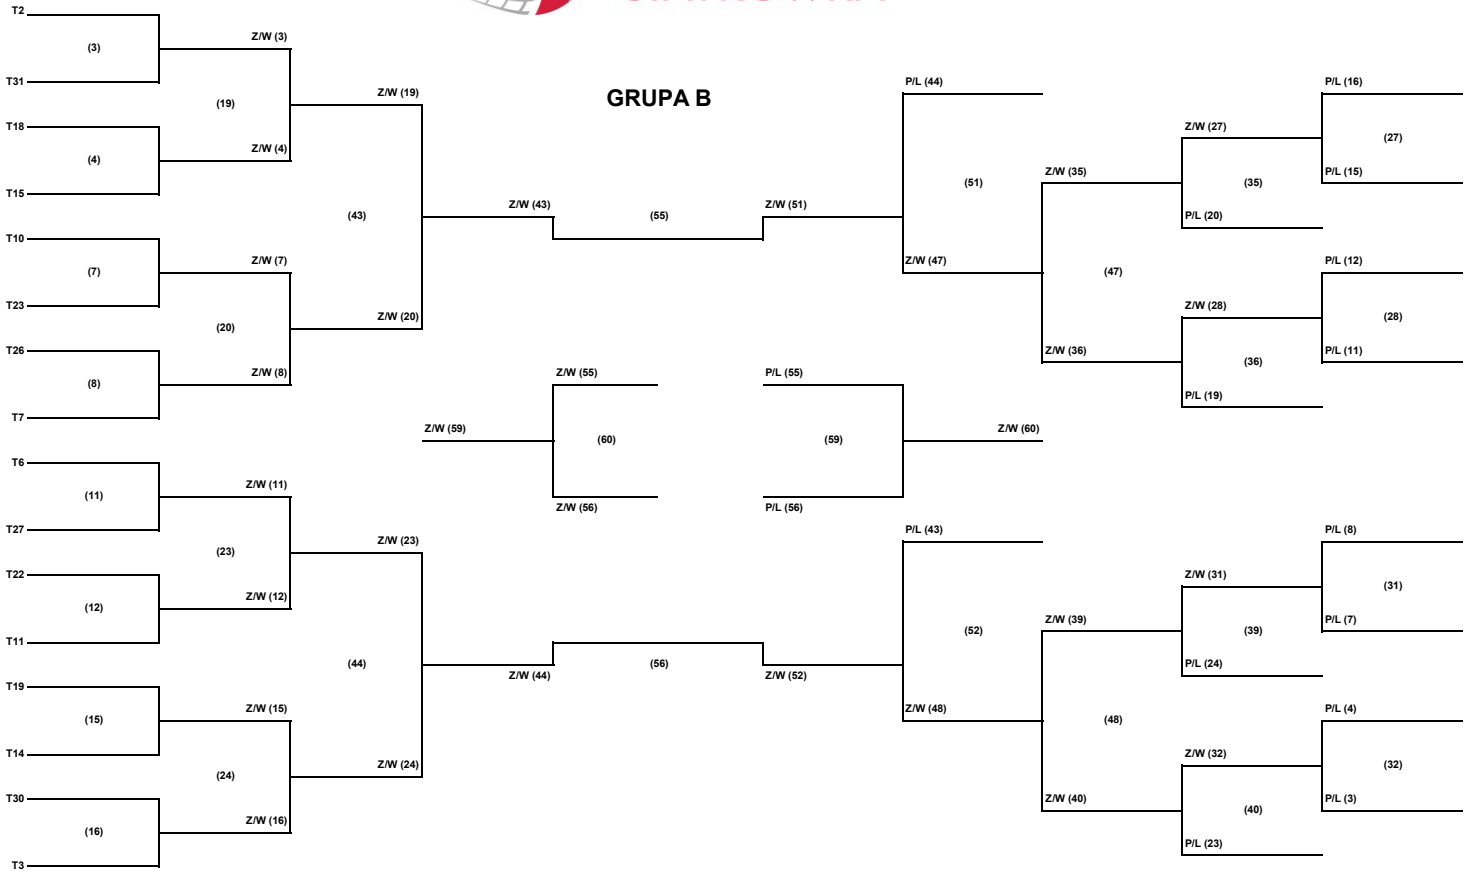 T2
(3)
Z/W (3)
T31
(19)
Z/W (19)
T18
(4)
Z/W (4)
T15
(43)
Z/W (43)
T10
(7)
Z/W (7)
T23
(20)
Z/W (20)
T26
(8)
Z/W (8)
T7
GRUPA B
(55)
Z/W (51)
P/L (44)
(51)
Z/W (47)
Z/W (35)
(47)
Z/W (36)
Z/W (27)
(35)
P/L (20)
Z/W (28)
(36)
P/L (19)
P/L (16)
(27)
P/L (15)
P/L (12)
(28)
P/L (11)
Z/W (59)
Z/W (55)
(60)
Z/W (56)
P/L (55)
(59)
P/L (56)
Z/W (60)
T6
(11)
Z/W (11)
T27
(23)
Z/W (23)
T22
(12)
Z/W (12)
T11
(44)
Z/W (44)
T19
(15)
Z/W (15)
T14
(24)
Z/W (24)
T30
(16)
Z/W (16)
T3
(56)
Z/W (52)
P/L (43)
(52)
Z/W (48)
Z/W (39)
(48)
Z/W (40)
Z/W (31)
(39)
P/L (24)
Z/W (32)
(40)
P/L (23)
P/L (8)
(31)
P/L (7)
P/L (4)
(32)
P/L (3)